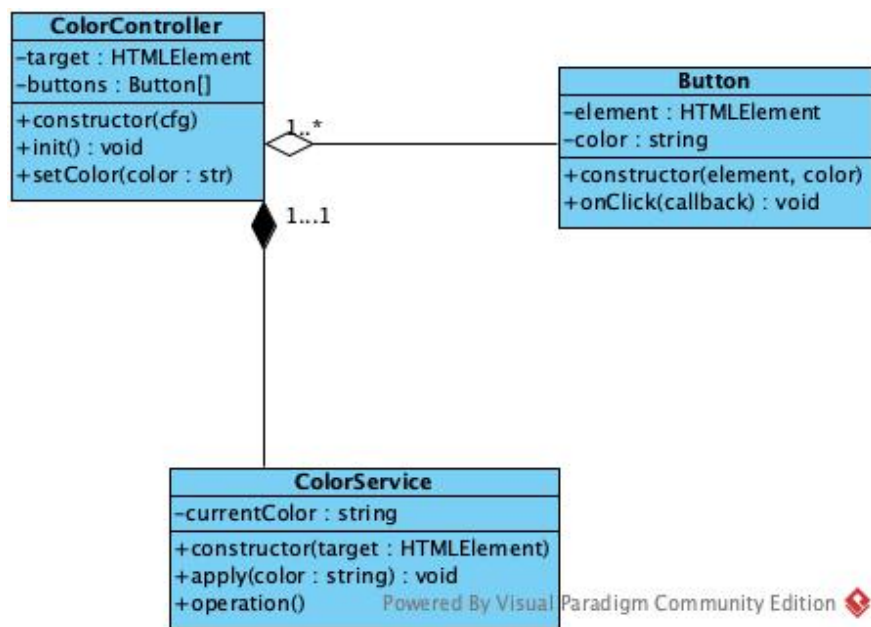 ColorController
-target : HTMLElement
-buttons : Button[]
+constructor(cfg)
+init() : void
+setColor(color : str)
1..*
1...1
Button
-element : HTMLElement
-color : string
+constructor(element, color)
+onClick(callback) : void
ColorService
-currentColor : string
+constructor(target : HTMLElement)
+apply(color : string) : void
+operation()
Powered By Visual Paradigm Community Edition